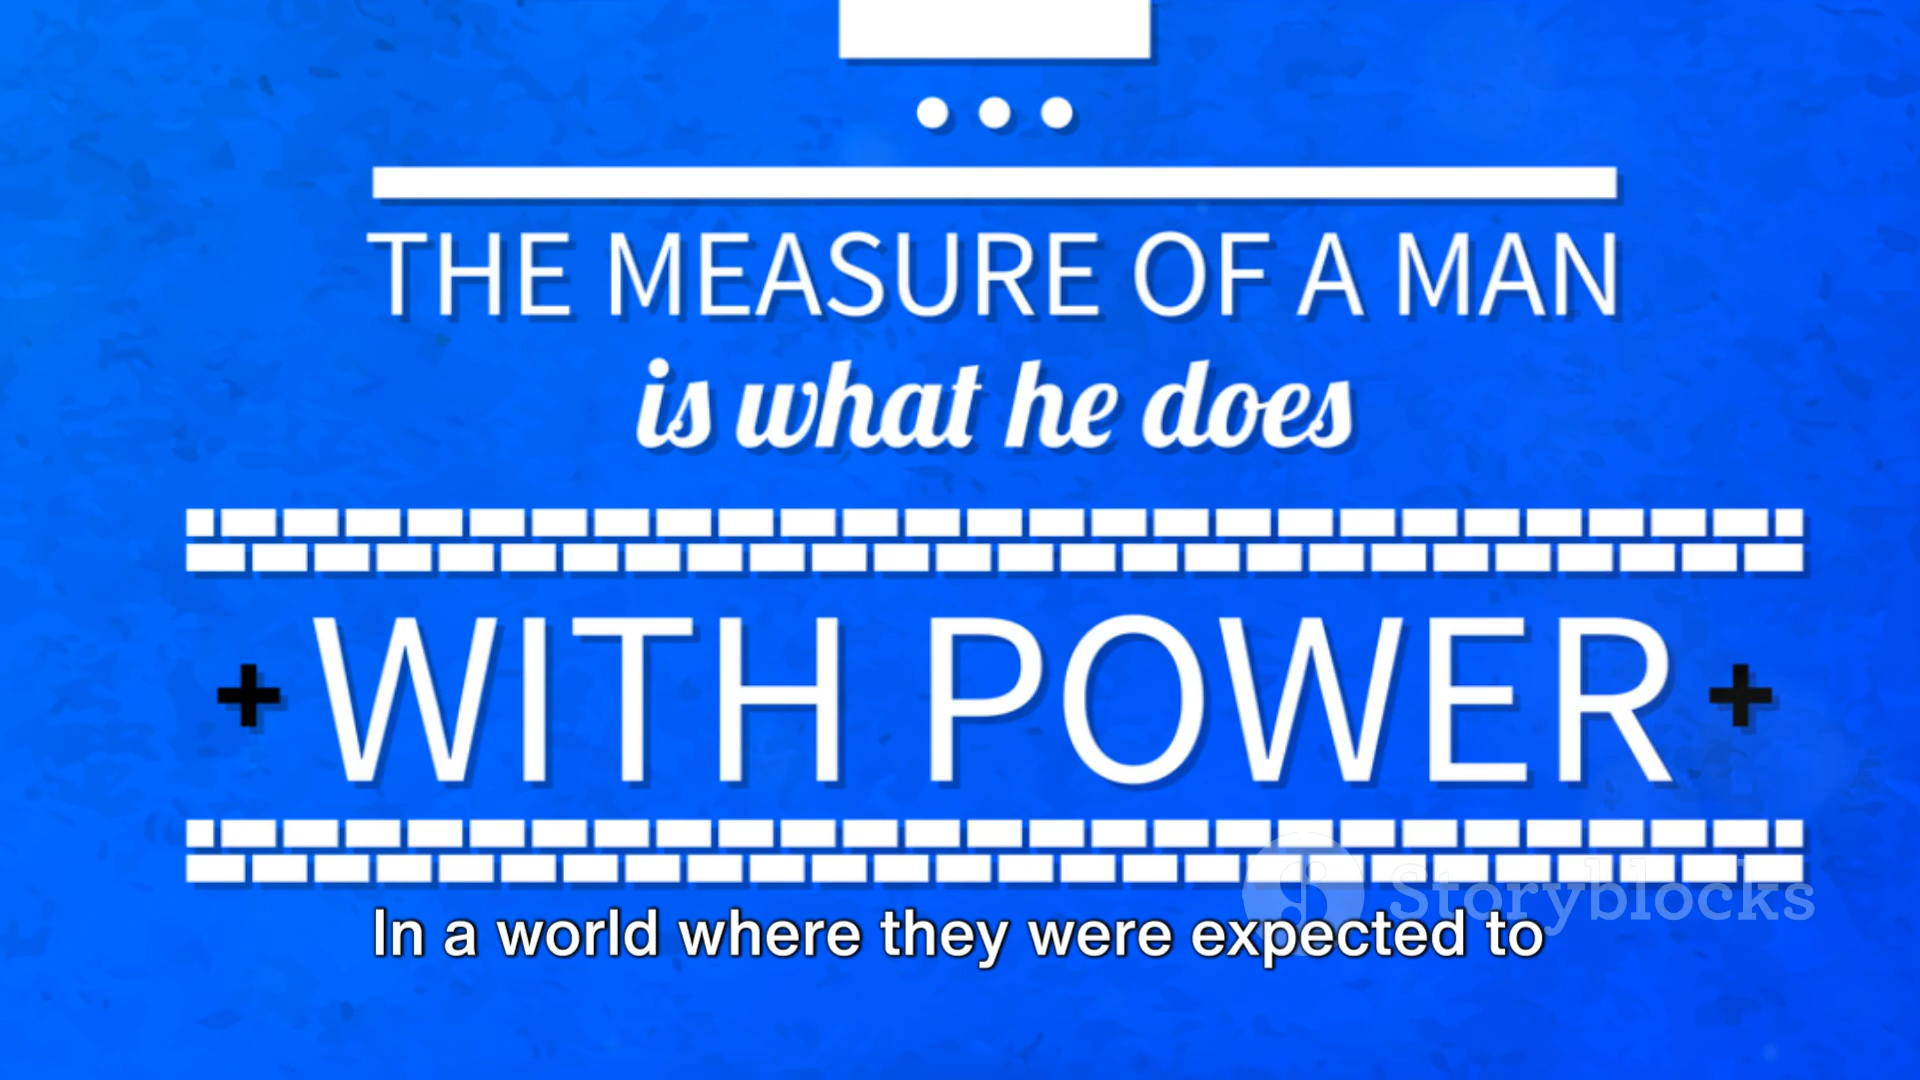 THE MEASURE OF A MAN
is what he does
+ WITH POWER +
Storyblocks
In a world where they were expected to